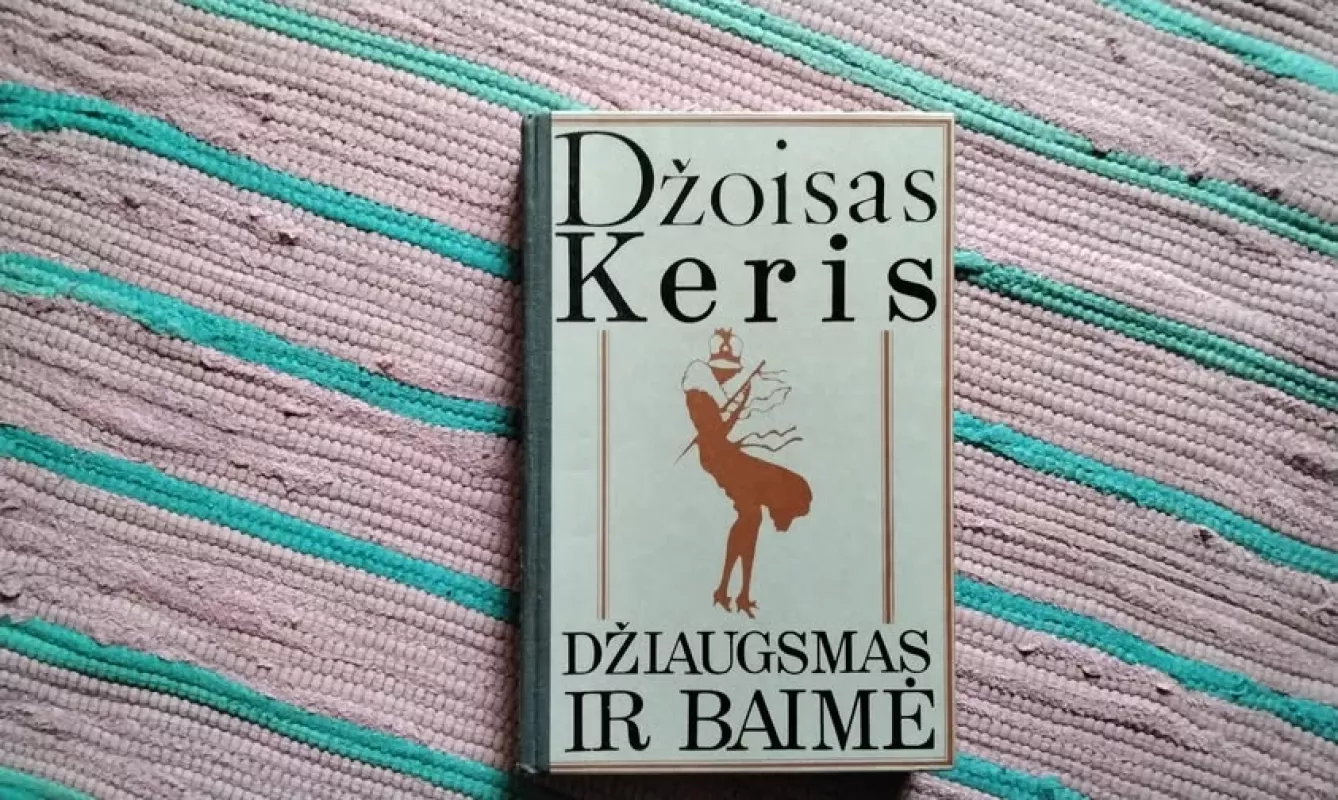 Džoisas
Keris
DŽIAUGSMAS
IR BAIMĖ